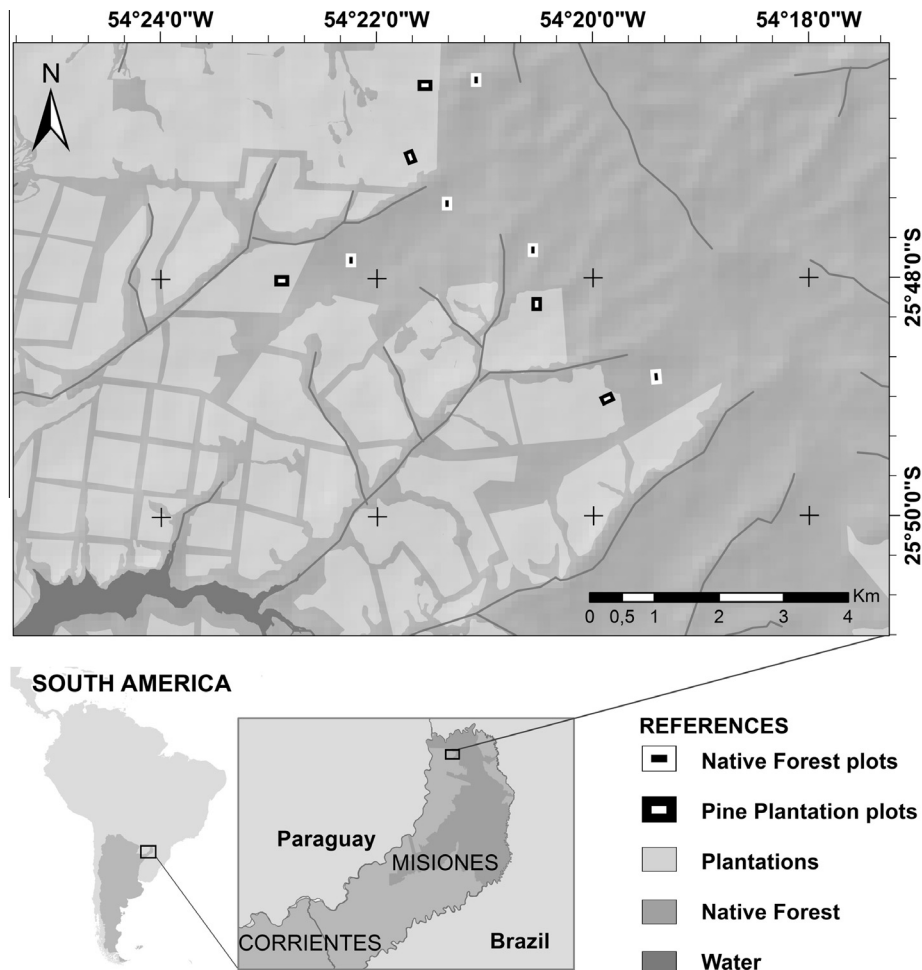 54°24'0"W 54°22'0"W 54°20'0"W 54°18'0"W
N
25°48'0"S
25°50'0"S
Km
0 0,5 1 2 3 4
SOUTH AMERICA
Paraguay
MISIONES
CORRIENTES
Brazil
REFERENCES
Native Forest plots
Pine Plantation plots
Plantations
Native Forest
Water